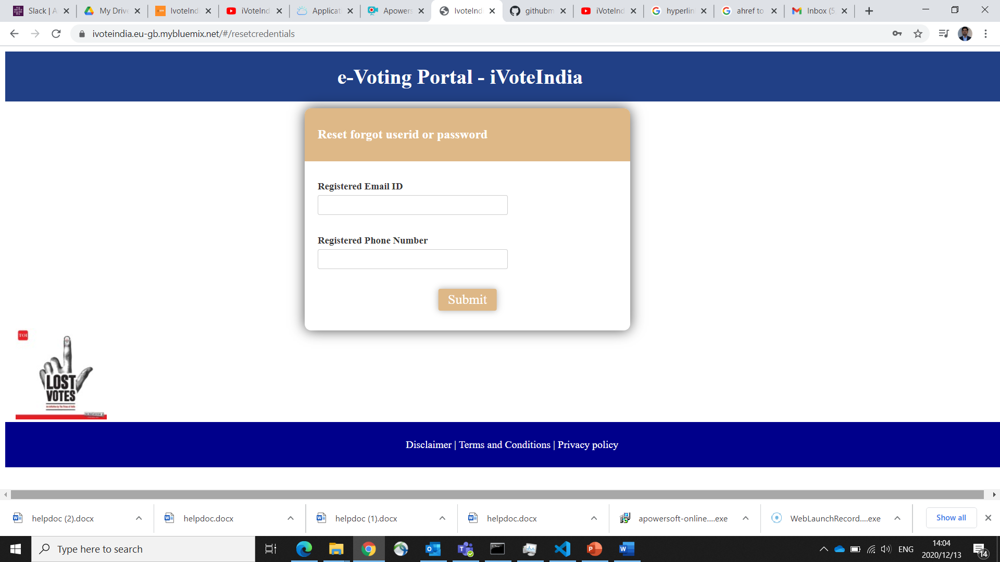 Slack | A
My Drive
IvoteIndi
iVoteInd
Applicati
Apowers
IvoteIndi
githubm
iVoteInd
hyperlin
ahref to
Inbox (5
ivoteindia.eu-gb.mybluemix.net/#/resetcredentials
e-Voting Portal - iVoteIndia
Reset forgot userid or password
Registered Email ID
Registered Phone Number
Submit
TOI
LOST
VOTES
Disclaimer | Terms and Conditions | Privacy policy
helpdoc (2).docx
helpdoc.docx
helpdoc (1).docx
helpdoc.docx
apowersoft-online....exe
WebLaunchRecord....exe
Show all
Type here to search
ENG
14:04
2020/12/13
14